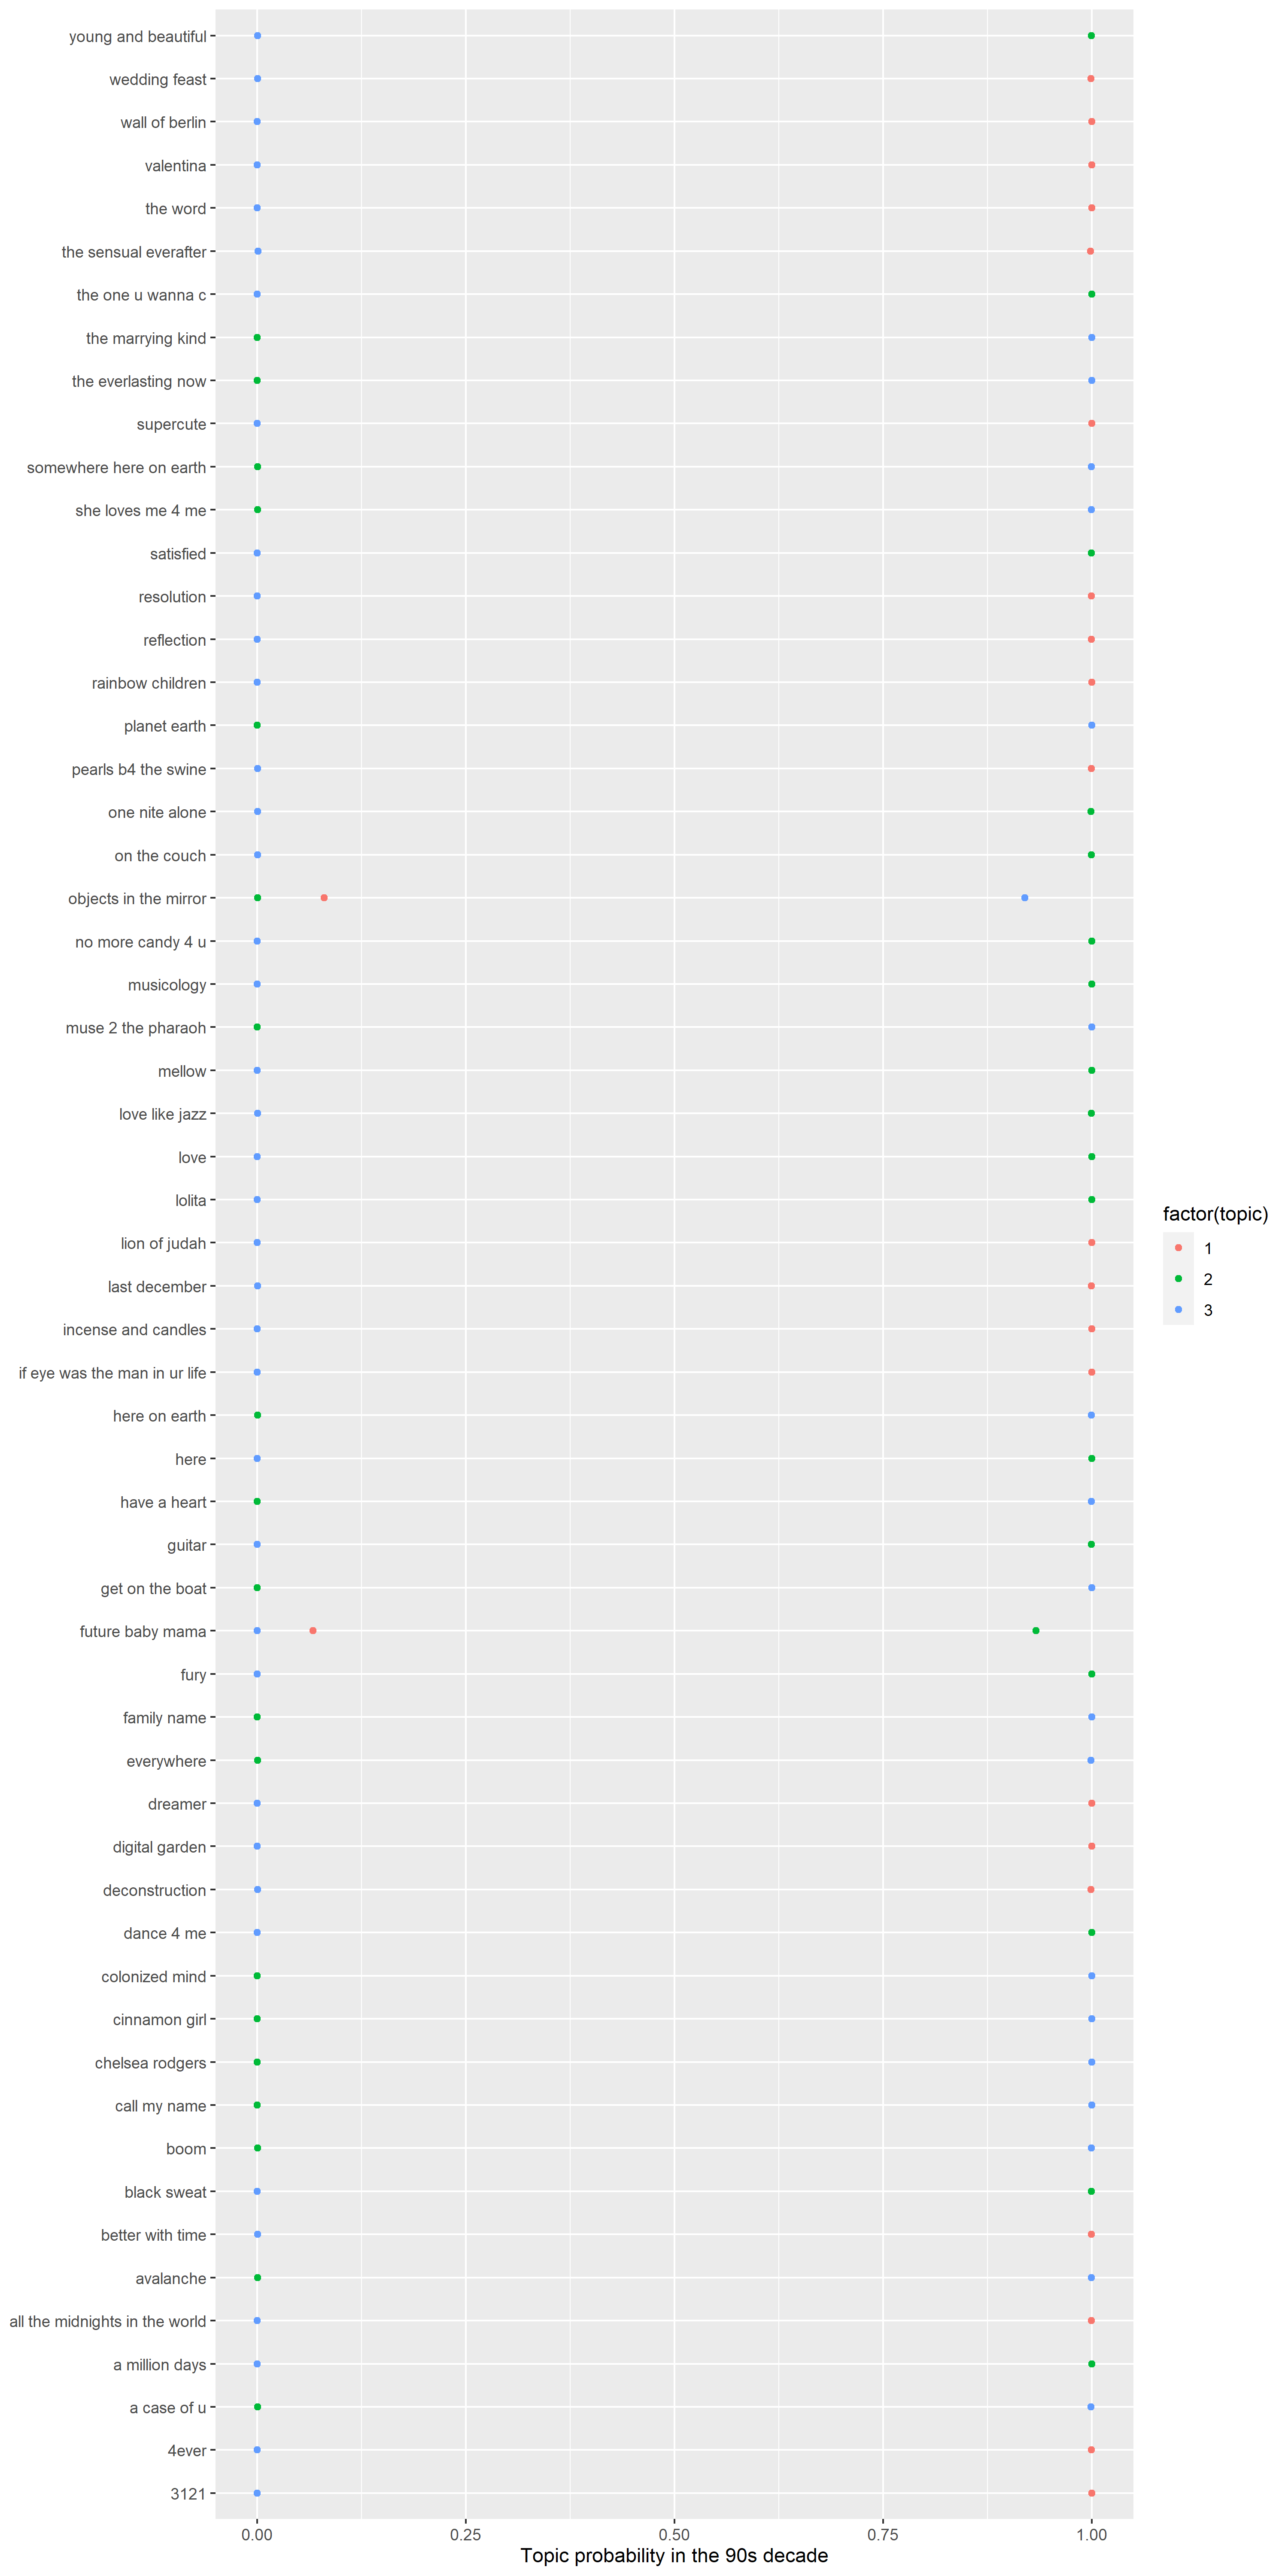 young and beautiful
wedding feast
wall of berlin
valentina
the word
the sensual everafter
the one u wanna c
the marrying kind
the everlasting now
supercute
somewhere here on earth
she loves me 4 me
satisfied
resolution
reflection
rainbow children
planet earth
pearls b4 the swine
one nite alone
on the couch
objects in the mirror
no more candy 4 u
musicology
muse 2 the pharaoh
mellow
love like jazz
love
lolita
lion of judah
last december
incense and candles
if eye was the man in ur life
here on earth
here
have a heart
guitar
get on the boat
future baby mama
fury
family name
everywhere
dreamer
digital garden
deconstruction
dance 4 me
colonized mind
cinnamon girl
chelsea rodgers
call my name
boom
black sweat
better with time
avalanche
all the midnights in the world
a million days
a case of u
4ever
3121
0.00 0.25 0.50 0.75 1.00
Topic probability in the 90s decade
factor(topic)
1
2
3